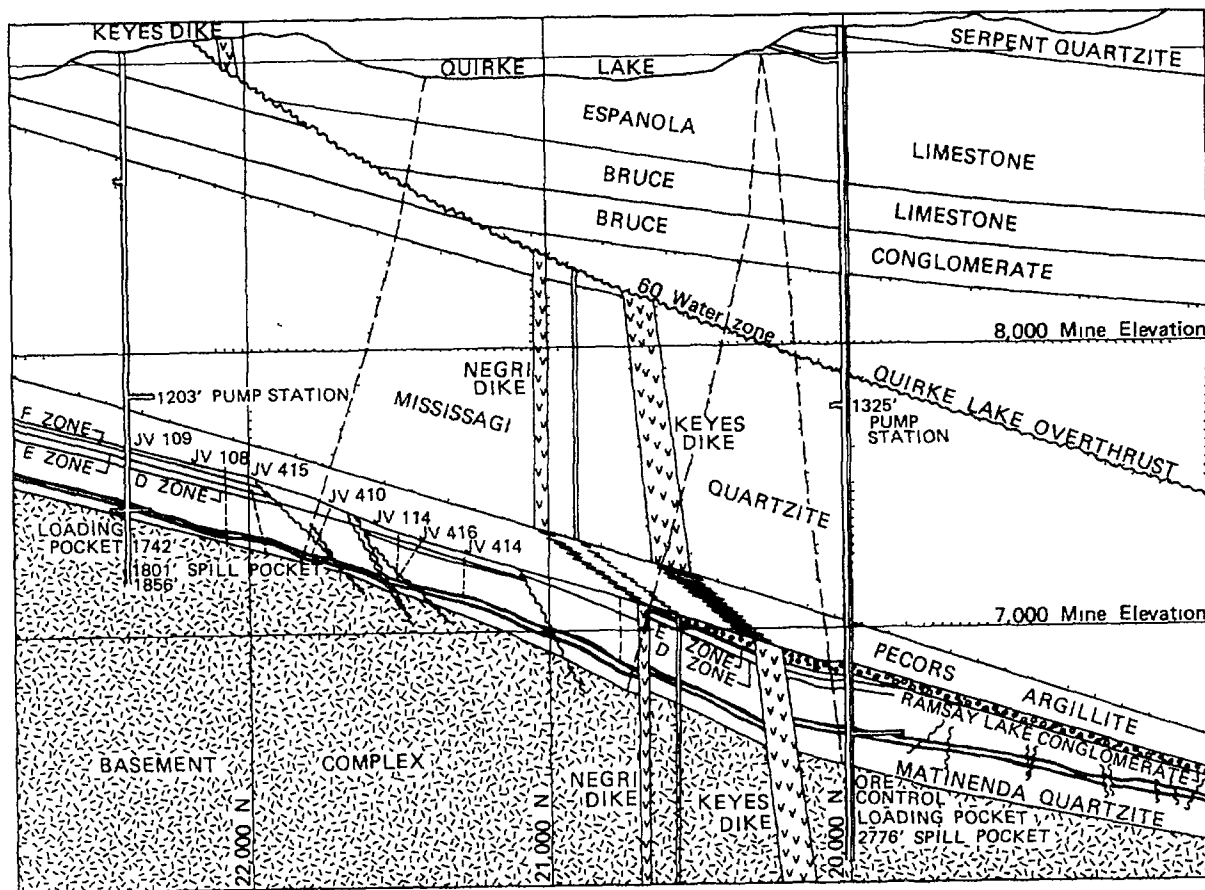 KEYES DIKE
SERPENT QUARTZITE
QUIRKE LAKE
ESPANOLA
LIMESTONE
BRUCE
LIMESTONE
BRUCE
CONGLOMERATE
60 Water zone
8,000 Mine Elevation
NEGRI
DIKE
QUIRKE LAKE OVERTHRUST
1203' PUMP STATION
MISSISSAGI
1325'
PUMP
STATION
KEYES
DIKE
F ZONE
JV 109
E ZONE
JV 108
D ZONE
JV 415
QUARTZITE
JV 410
JV 114
JV 416
JV 414
LOADING
POCKET 1742'
1801' SPILL POCKET
1856'
7,000 Mine Elevation
E ZONE
D ZONE
PECORS ARGILLITE
RAMSAY LAKE CONGLOMERATE
MATINENDA QUARTZITE
BASEMENT COMPLEX
NEGRI
DIKE
KEYES
DIKE
ORE
CONTROL
LOADING POCKET
2776' SPILL POCKET
22,000 N
21,000 N
20,000 N